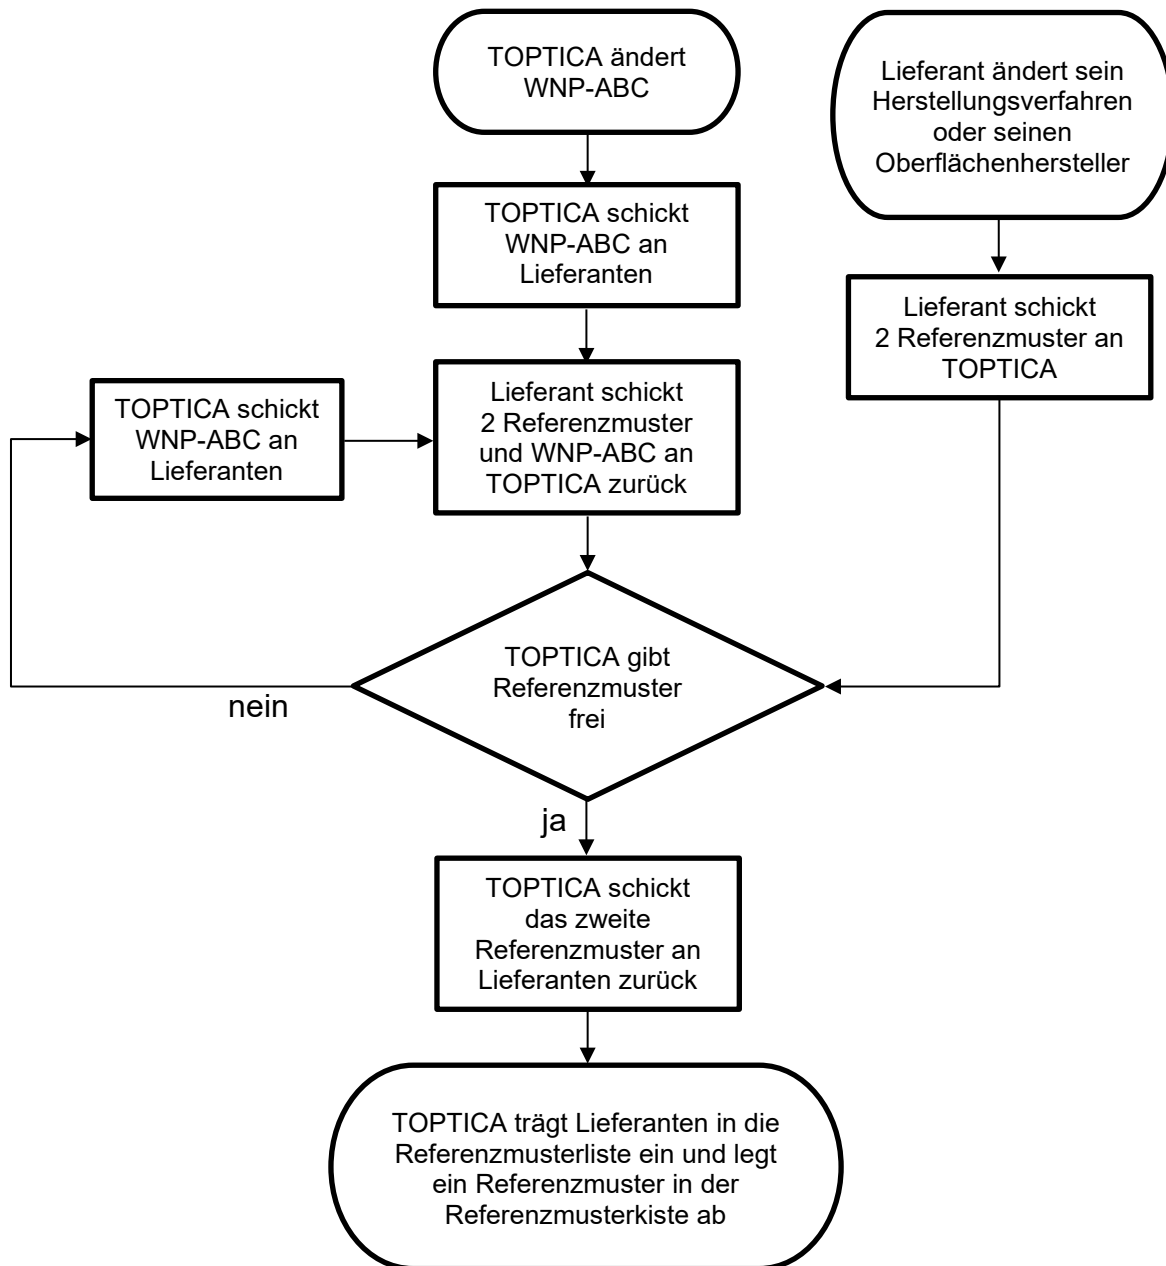 TOPTICA ändert
WNP-ABC
Lieferant ändert sein
Herstellungsverfahren
oder seinen
Oberflächenhersteller
TOPTICA schickt
WNP-ABC an
Lieferanten
Lieferant schickt
2 Referenzmuster an
TOPTICA
TOPTICA schickt
WNP-ABC an
Lieferanten
Lieferant schickt
2 Referenzmuster
und WNP-ABC an
TOPTICA zurück
TOPTICA gibt
Referenzmuster
frei
nein
ja
TOPTICA schickt
das zweite
Referenzmuster an
Lieferanten zurück
TOPTICA trägt Lieferanten in die
Referenzmusterliste ein und legt
ein Referenzmuster in der
Referenzmusterkiste ab